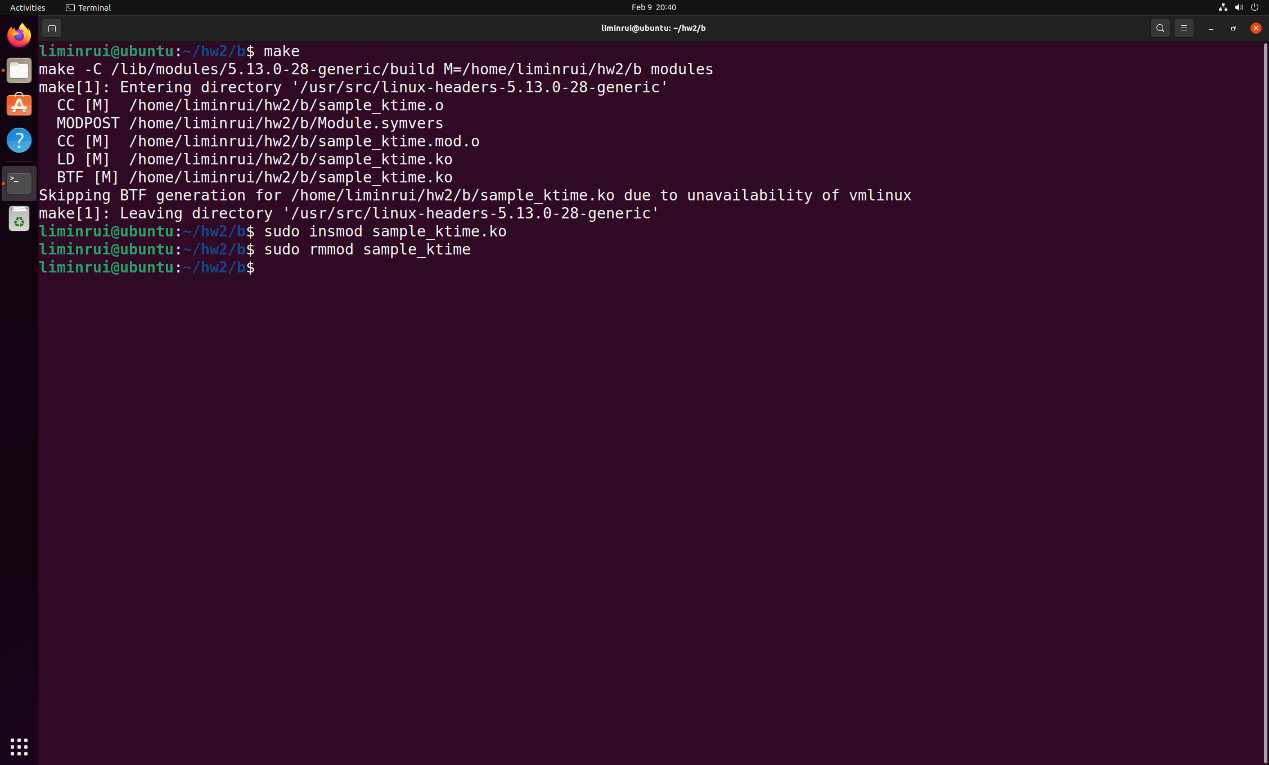 Activities Terminal Feb 9 20:40
liminrui@ubuntu: ~/hw2/b
liminrui@ubuntu:~/hw2/b$ make
make -C /lib/modules/5.13.0-28-generic/build M=/home/liminrui/hw2/b modules
make[1]: Entering directory '/usr/src/linux-headers-5.13.0-28-generic'
  CC [M]  /home/liminrui/hw2/b/sample_ktime.o
  MODPOST /home/liminrui/hw2/b/Module.symvers
  CC [M]  /home/liminrui/hw2/b/sample_ktime.mod.o
  LD [M]  /home/liminrui/hw2/b/sample_ktime.ko
  BTF [M] /home/liminrui/hw2/b/sample_ktime.ko
Skipping BTF generation for /home/liminrui/hw2/b/sample_ktime.ko due to unavailability of vmlinux
make[1]: Leaving directory '/usr/src/linux-headers-5.13.0-28-generic'
liminrui@ubuntu:~/hw2/b$ sudo insmod sample_ktime.ko
liminrui@ubuntu:~/hw2/b$ sudo rmmod sample_ktime
liminrui@ubuntu:~/hw2/b$